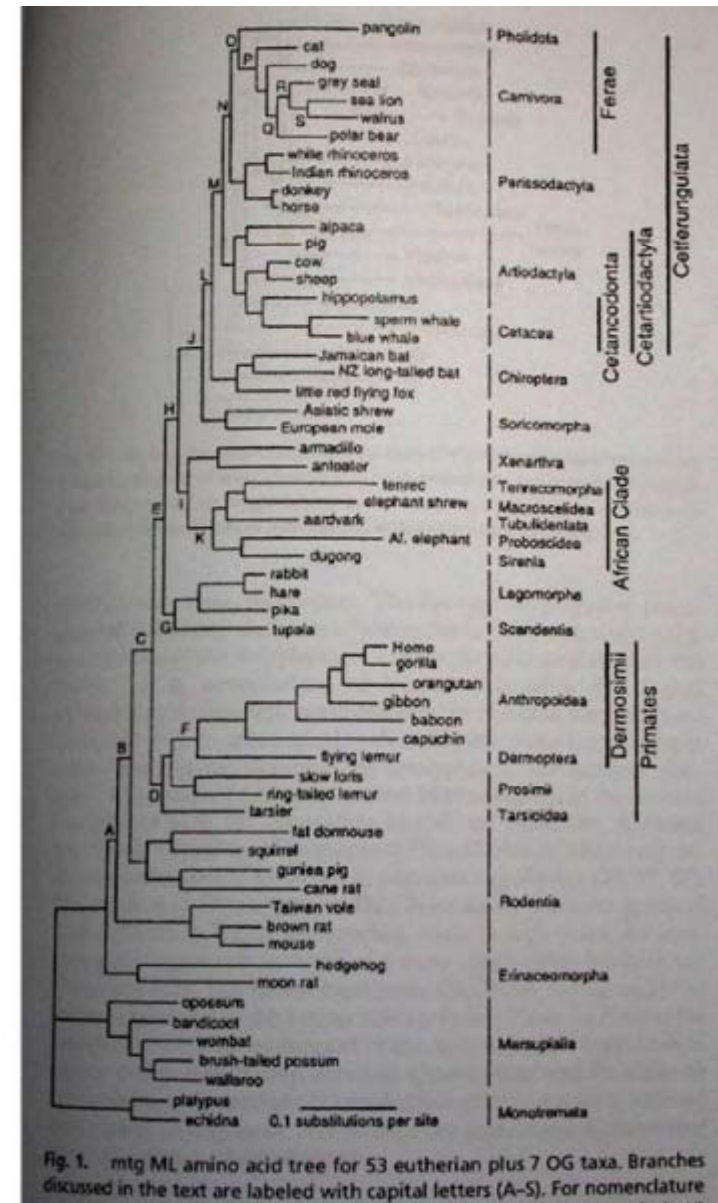 pangolin
Pholidota
cat
dog
grey seal
sea lion
walrus
polar bear
Carnivora
Ferae
white rhinoceros
Indian rhinoceros
donkey
horse
Perissodactyla
alpaca
pig
cow
sheep
hippopotamus
Artiodactyla
sperm whale
blue whale
Cetacea
Cetancodonta
Cetartiodactyla
Cetferungulata
Jamaican bat
NZ long-tailed bat
little red flying fox
Chiroptera
Asiatic shrew
European mole
Soricomorpha
armadillo
anteater
Xenarthra
tenrec
Tenrecomorpha
elephant shrew
Macroscelidea
aardvark
Tubulidentata
Af. elephant
Proboscidea
dugong
Sirenia
African Clade
rabbit
hare
pika
Lagomorpha
tupaia
Scandentia
Homo
gorilla
orangutan
gibbon
baboon
capuchin
Anthropoidea
flying lemur
Dermoptera
Dermosimii
slow loris
ring-tailed lemur
Prosimii
tarsier
Tarsioidea
Primates
fat dormouse
squirrel
guniea pig
cane rat
Taiwan vole
brown rat
mouse
Rodentia
hedgehog
moon rat
Erinaceomorpha
opossum
bandicoot
wombat
brush-tailed possum
wallaroo
Marsupialia
platypus
echidna
Monotremata
0.1 substitutions per site
A
B
C
D
E
F
G
H
I
J
K
L
M
N
O
P
Q
R
S
Fig. 1. mtg ML amino acid tree for 53 eutherian plus 7 OG taxa. Branches
discussed in the text are labeled with capital letters (A–S). For nomenclature